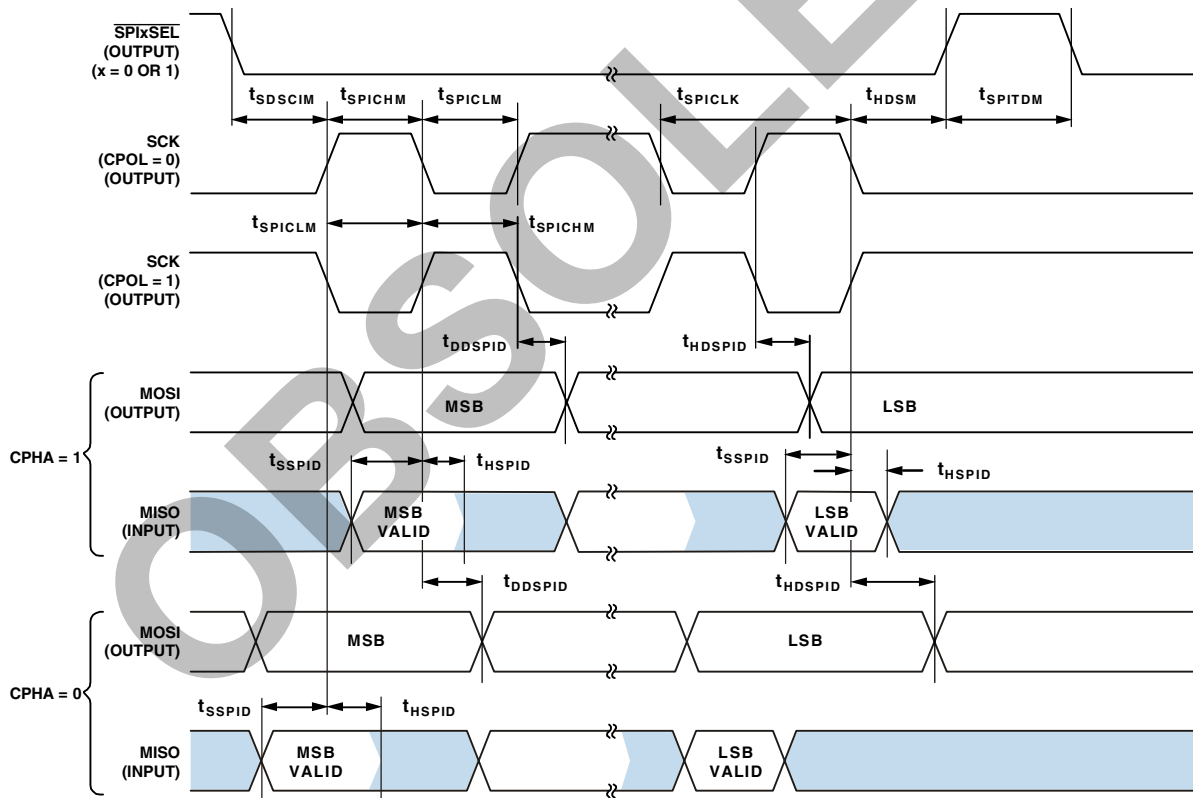 SPIxSEL
(OUTPUT)
(x = 0 OR 1)
tSDSCIM
tSPICHM
tSPICLM
tSPICLK
tHDSM
tSPITDM
SCK
(CPOL = 0)
(OUTPUT)
tSPICLM
tSPICHM
SCK
(CPOL = 1)
(OUTPUT)
tDDSPID
tHDSPID
CPHA = 1
MOSI
(OUTPUT)
MSB
LSB
tSSPID
tHSPID
tSSPID
tHSPID
MISO
(INPUT)
MSB
VALID
LSB
VALID
tDDSPID
tHDSPID
CPHA = 0
MOSI
(OUTPUT)
MSB
LSB
tSSPID
tHSPID
MISO
(INPUT)
MSB
VALID
LSB
VALID
OBSOLE